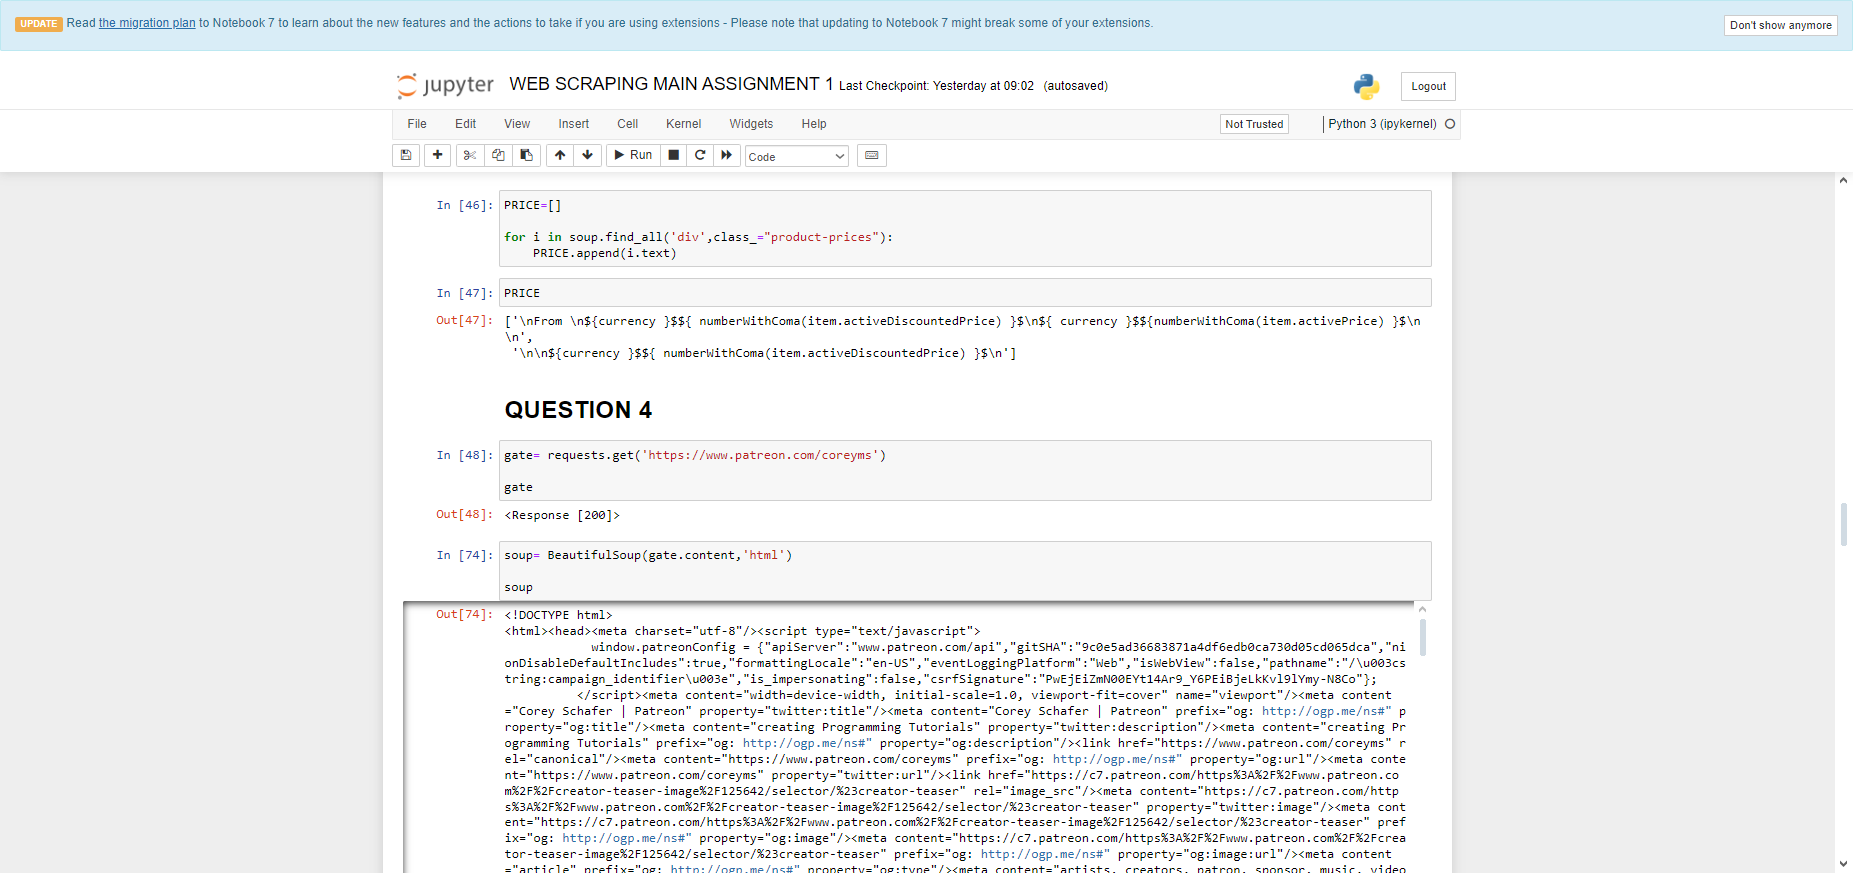 UPDATE Read the migration plan to Notebook 7 to learn about the new features and the actions to take if you are using extensions - Please note that updating to Notebook 7 might break some of your extensions.
Don't show anymore
jupyter WEB SCRAPING MAIN ASSIGNMENT 1 Last Checkpoint: Yesterday at 09:02 (autosaved)
Logout
File Edit View Insert Cell Kernel Widgets Help
Not Trusted
Python 3 (ipykernel)
Run
Code
In [46]: PRICE=[]
for i in soup.find_all('div',class_="product-prices"):
PRICE.append(i.text)
In [47]: PRICE
Out[47]: ['\nFrom \n${currency }$${ numberWithComa(item.activeDiscountedPrice) }$\n${ currency }$${numberWithComa(item.activePrice) }$\n
\n',
'\n\n${currency }$${ numberWithComa(item.activeDiscountedPrice) }$\n']
QUESTION 4
In [48]: gate= requests.get('https://www.patreon.com/coreyms')
gate
Out[48]: <Response [200]>
In [74]: soup= BeautifulSoup(gate.content,'html')
soup
Out[74]: <!DOCTYPE html>
<html><head><meta charset="utf-8"/><script type="text/javascript">
window.patreonConfig = {"apiServer":"www.patreon.com/api","gitSHA":"9c0e5ad36683871a4df6edb0ca730d05cd065dca","ni
onDisableDefaultIncludes":true,"formattingLocale":"en-US","eventLoggingPlatform":"Web","isWebView":false,"pathname":"/\u003cs
tring:campaign_identifier\u003e","is_impersonating":false,"csrfSignature":"PwEjEiZmN00EYt14Ar9_Y6PEiBjeLkKvl9lYmy-N8Co"};
</script><meta content="width=device-width, initial-scale=1.0, viewport-fit=cover" name="viewport"/><meta content
="Corey Schafer | Patreon" property="twitter:title"/><meta content="Corey Schafer | Patreon" prefix="og: http://ogp.me/ns#" p
roperty="og:title"/><meta content="creating Programming Tutorials" property="twitter:description"/><meta content="creating Pr
ogramming Tutorials" prefix="og: http://ogp.me/ns#" property="og:description"/><link href="https://www.patreon.com/coreyms" r
el="canonical"/><meta content="https://www.patreon.com/coreyms" prefix="og: http://ogp.me/ns#" property="og:url"/><meta conte
nt="https://www.patreon.com/coreyms" property="twitter:url"/><link href="https://c7.patreon.com/https%3A%2F%2Fwww.patreon.co
m%2F%2Fcreator-teaser-image%2F125642/selector/%23creator-teaser" rel="image_src"/><meta content="https://c7.patreon.com/http
s%3A%2F%2Fwww.patreon.com%2F%2Fcreator-teaser-image%2F125642/selector/%23creator-teaser" property="twitter:image"/><meta cont
ent="https://c7.patreon.com/https%3A%2F%2Fwww.patreon.com%2F%2Fcreator-teaser-image%2F125642/selector/%23creator-teaser" pref
ix="og: http://ogp.me/ns#" property="og:image"/><meta content="https://c7.patreon.com/https%3A%2F%2Fwww.patreon.com%2F%2Fcrea
tor-teaser-image%2F125642/selector/%23creator-teaser" prefix="og: http://ogp.me/ns#" property="og:image:url"/><meta content
="article" prefix="og: http://ogp.me/ns#" property="og:type"/><meta content="artists, creators, patron, sponsor, music, video